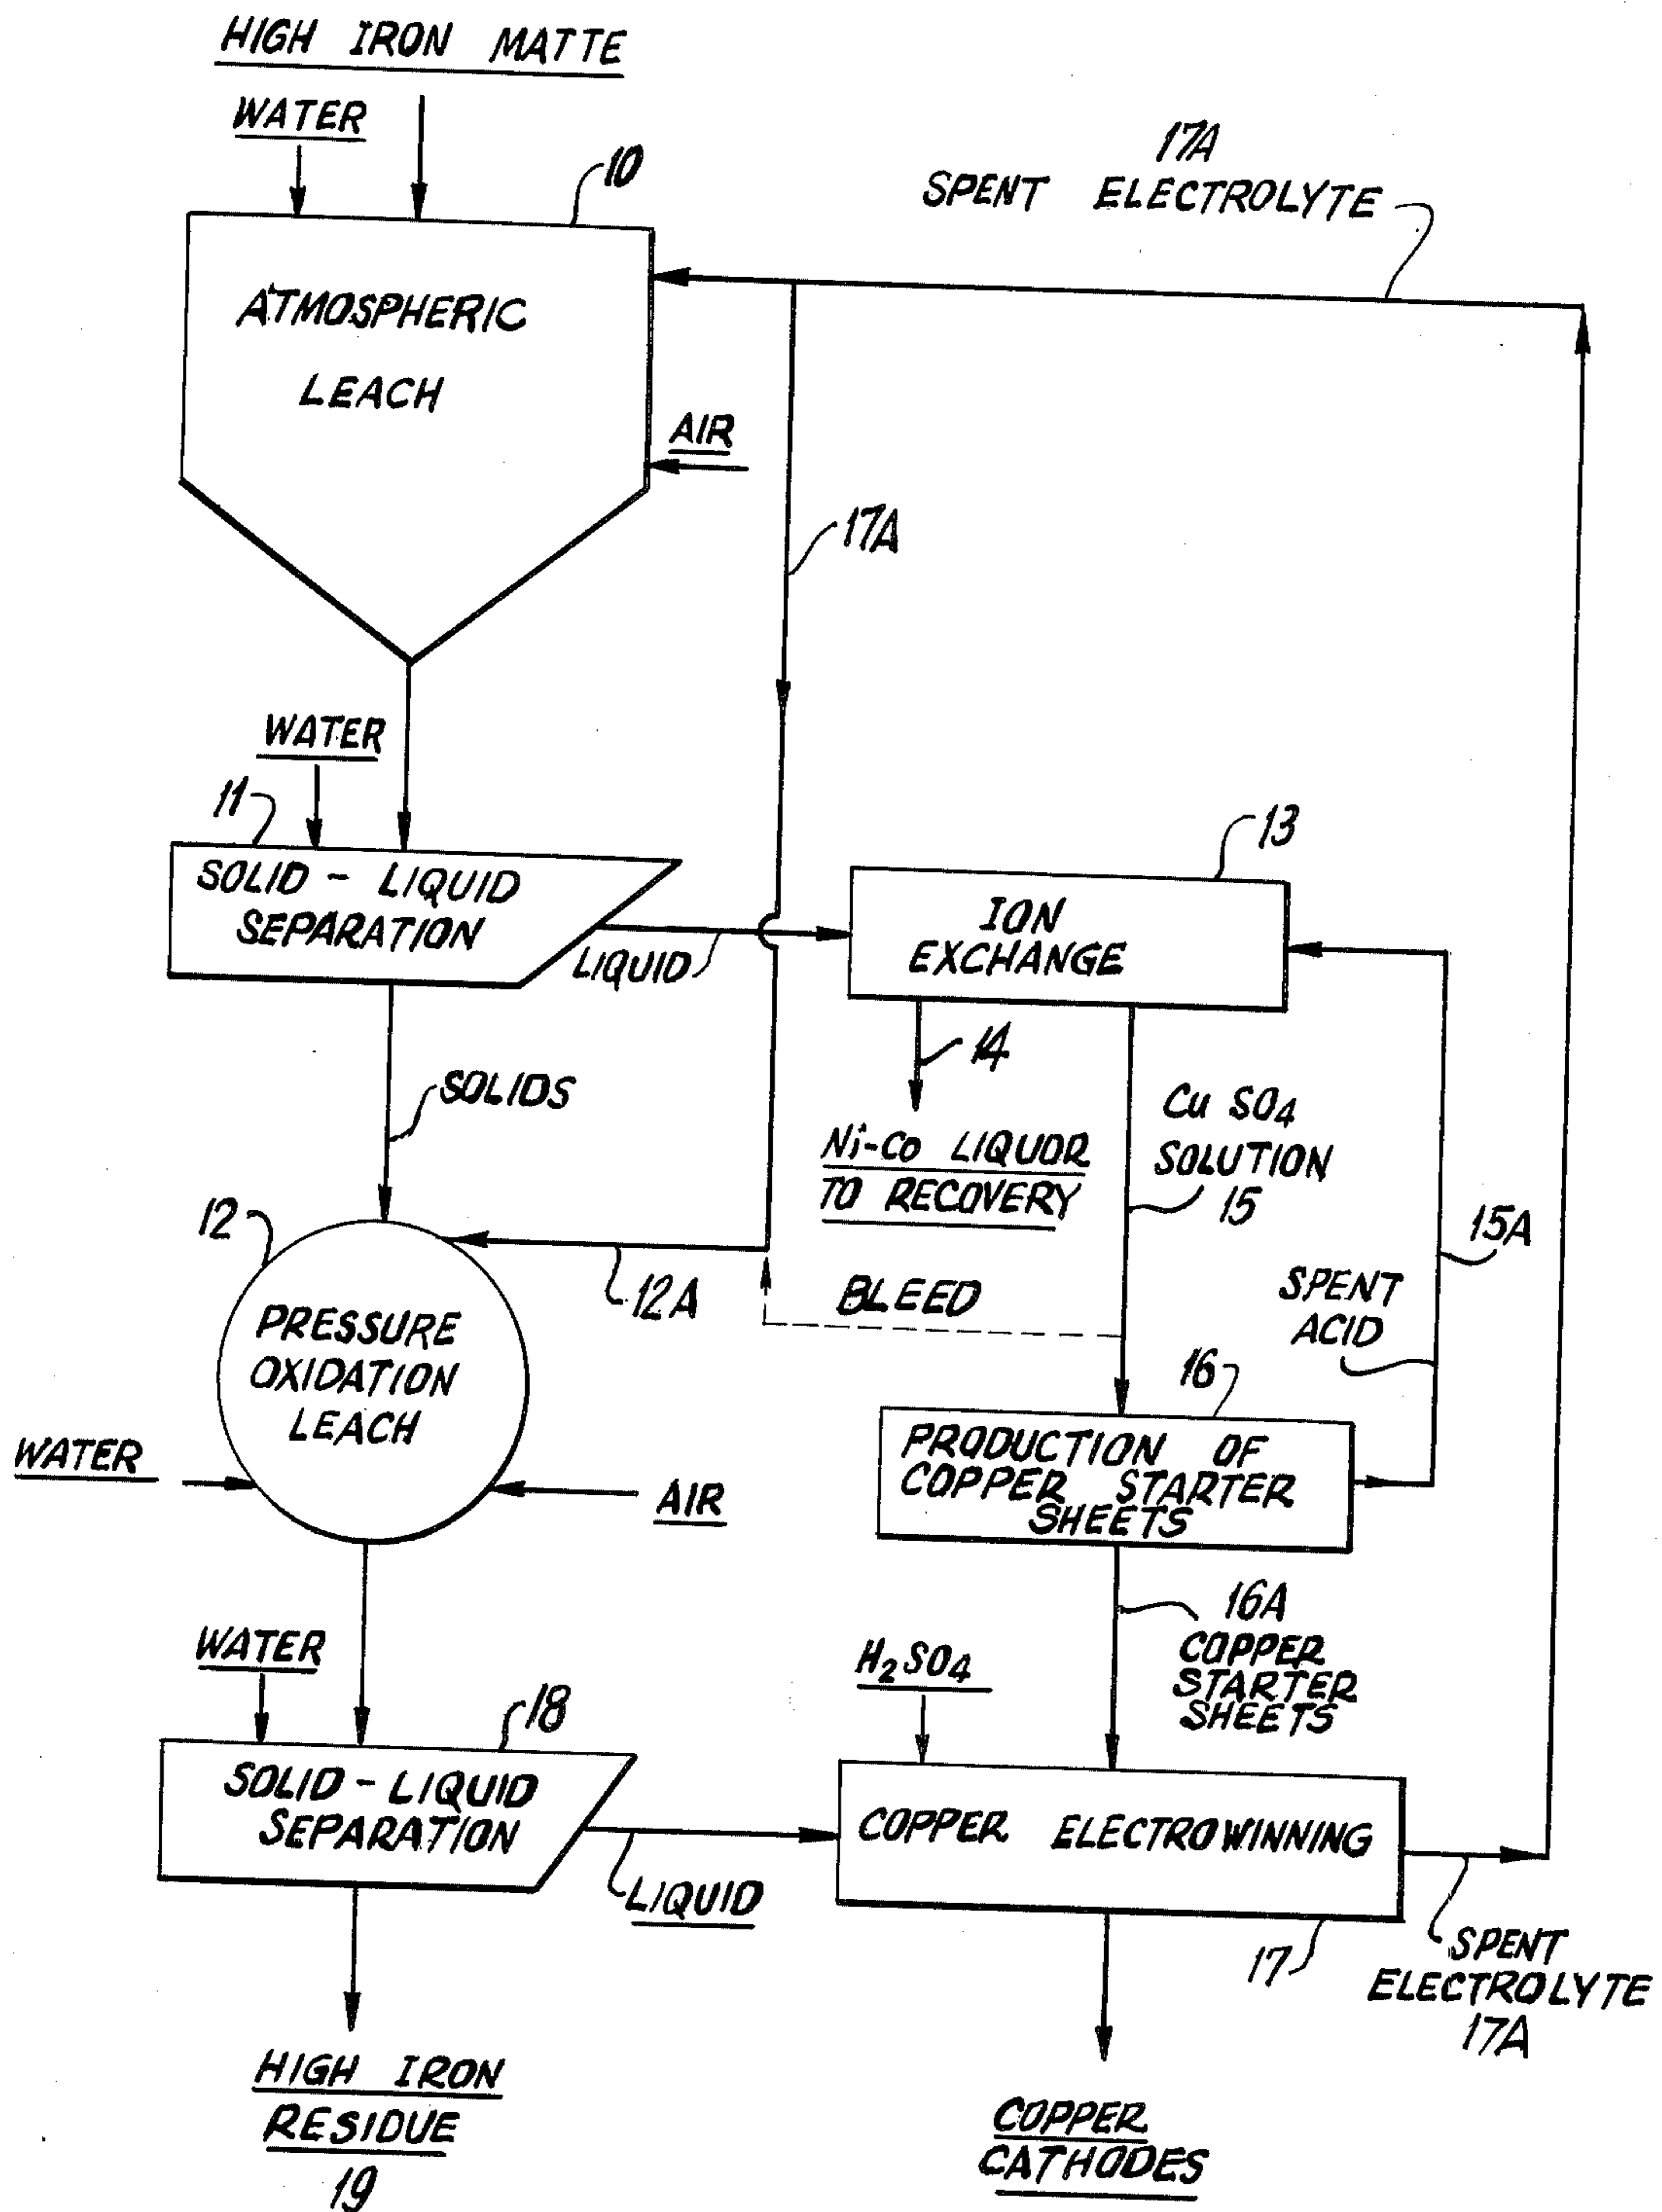 HIGH IRON MATTE
WATER
10
17A
SPENT ELECTROLYTE
ATMOSPHERIC
LEACH
AIR
17A
WATER
11
SOLID - LIQUID
SEPARATION
LIQUID
13
ION
EXCHANGE
14
Ni-Co LIQUOR
TO RECOVERY
Cu SO4
SOLUTION
15
15A
SPENT
ACID
SOLIDS
12
12A
BLEED
PRESSURE
OXIDATION
LEACH
WATER
AIR
16
PRODUCTION OF
COPPER STARTER
SHEETS
16A
COPPER
STARTER
SHEETS
WATER
18
H2SO4
SOLID - LIQUID
SEPARATION
LIQUID
COPPER ELECTROWINNING
17
SPENT
ELECTROLYTE
17A
HIGH IRON
RESIDUE
19
COPPER
CATHODES